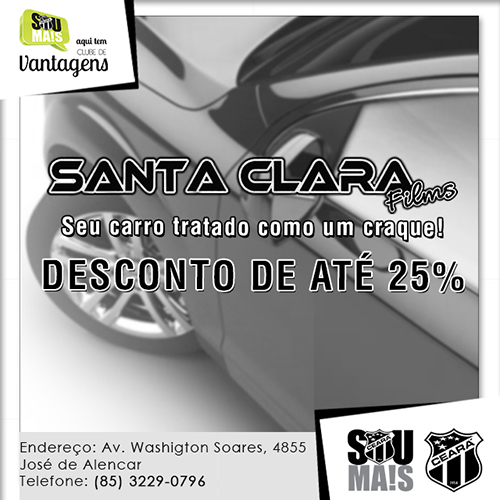 SOU
MA!S
aqui tem
CLUBE DE
Vantagens
SANTA CLARA
Films
Seu carro tratado como um craque!
DESCONTO DE ATÉ 25%
Endereço: Av. Washigton Soares, 4855
José de Alencar
Telefone: (85) 3229-0796
SOU
MA!S
CEARÁ